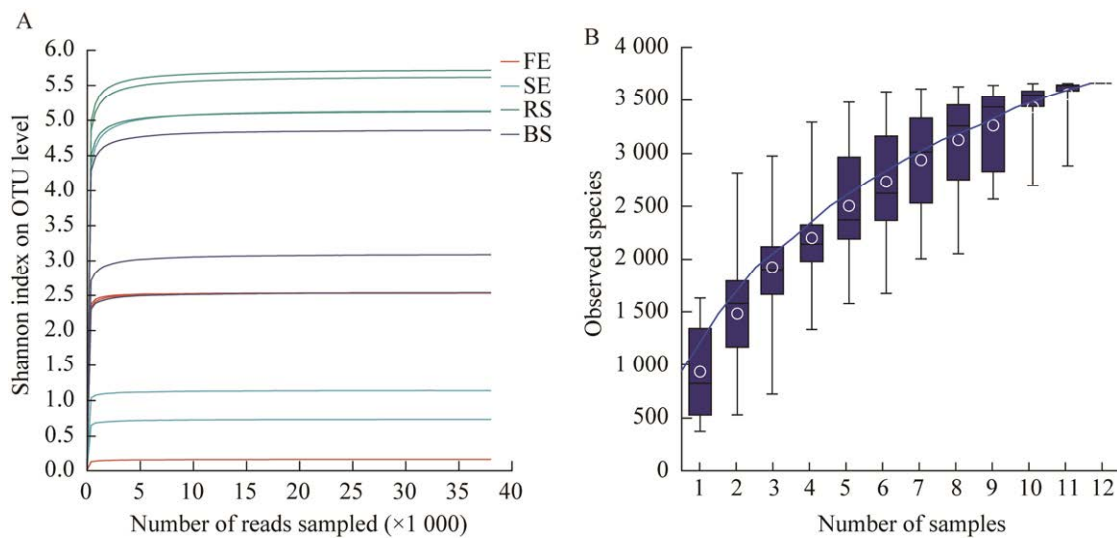 A
Shannon index on OTU level
6.0
5.5
5.0
4.5
4.0
3.5
3.0
2.5
2.0
1.5
1.0
0.5
0.0
0 5 10 15 20 25 30 35 40
Number of reads sampled (×1 000)
FE
SE
RS
BS
B
Observed species
4 000
3 500
3 000
2 500
2 000
1 500
1 000
500
0
1 2 3 4 5 6 7 8 9 10 11 12
Number of samples